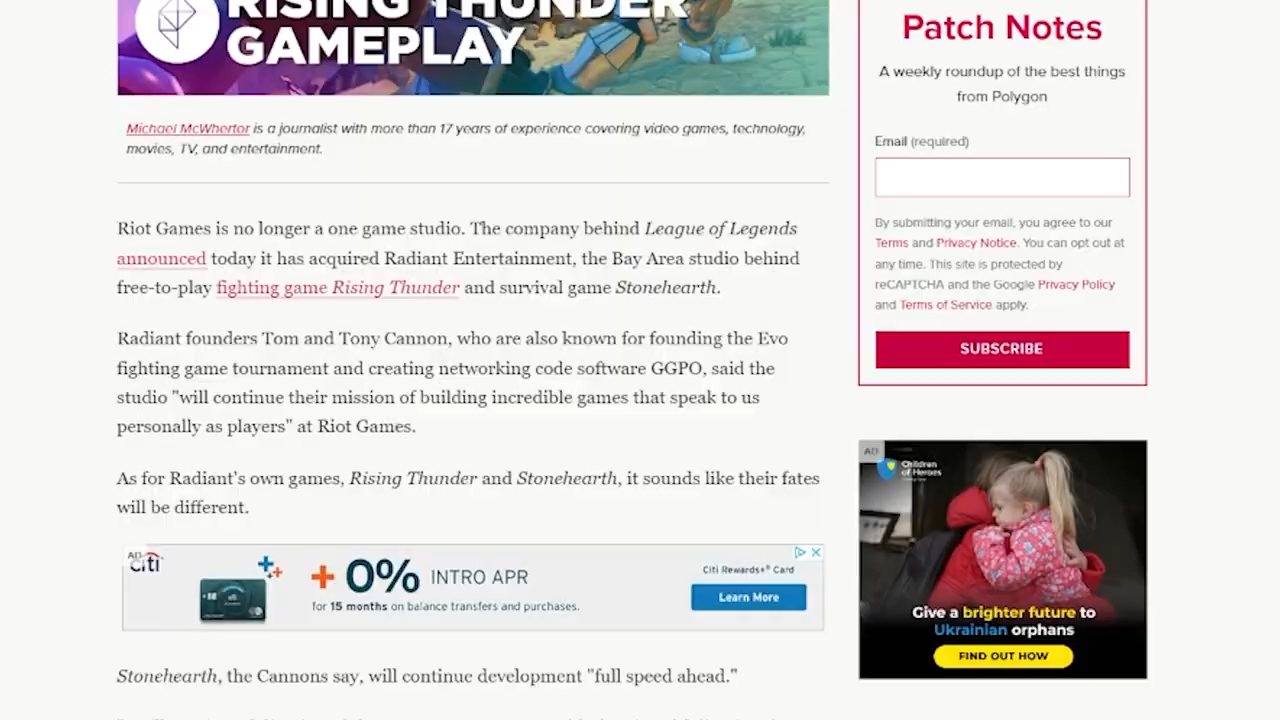 RISING THUNDER
GAMEPLAY
Michael McWhertor is a journalist with more than 17 years of experience covering video games, technology,
movies, TV, and entertainment.
Riot Games is no longer a one game studio. The company behind League of Legends
announced today it has acquired Radiant Entertainment, the Bay Area studio behind
free-to-play fighting game Rising Thunder and survival game Stonehearth.
Radiant founders Tom and Tony Cannon, who are also known for founding the Evo
fighting game tournament and creating networking code software GGPO, said the
studio "will continue their mission of building incredible games that speak to us
personally as players" at Riot Games.
As for Radiant's own games, Rising Thunder and Stonehearth, it sounds like their fates
will be different.
AD
citi
+ 0% INTRO APR
for 15 months on balance transfers and purchases.
Citi Rewards+® Card
Learn More
Stonehearth, the Cannons say, will continue development "full speed ahead."
Patch Notes
A weekly roundup of the best things
from Polygon
Email (required)
By submitting your email, you agree to our
Terms and Privacy Notice. You can opt out at
any time. This site is protected by
reCAPTCHA and the Google Privacy Policy
and Terms of Service apply.
SUBSCRIBE
AD
Children
of Heroes
Give a brighter future to
Ukrainian orphans
FIND OUT HOW